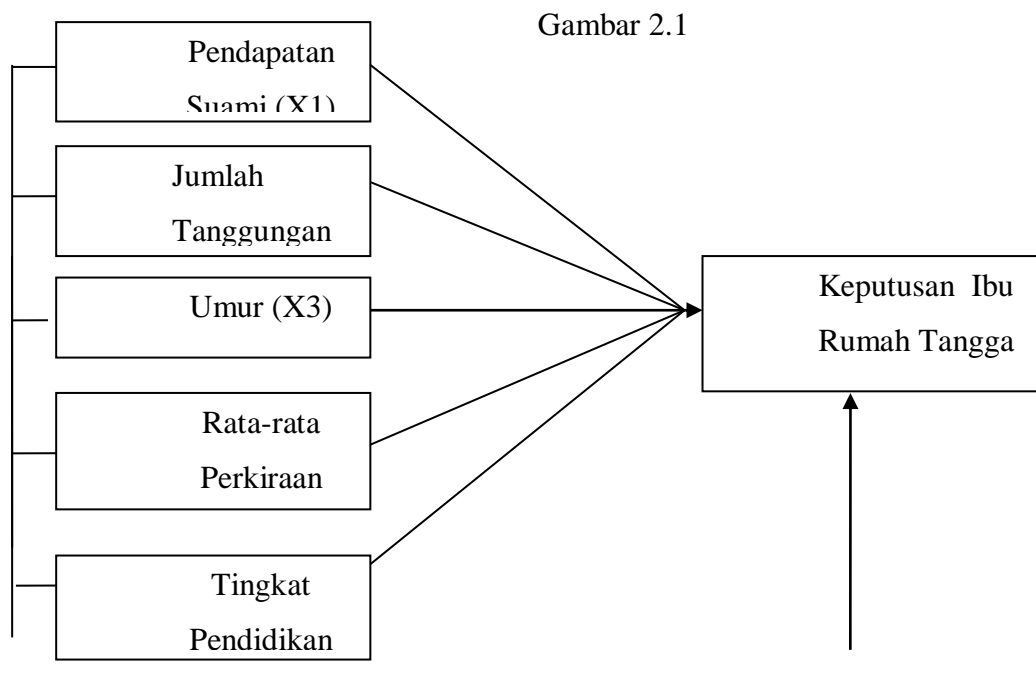 Gambar 2.1
Pendapatan
Suami (X1)
Jumlah
Tanggungan
Umur (X3)
Rata-rata
Perkiraan
Tingkat
Pendidikan
Keputusan Ibu
Rumah Tangga